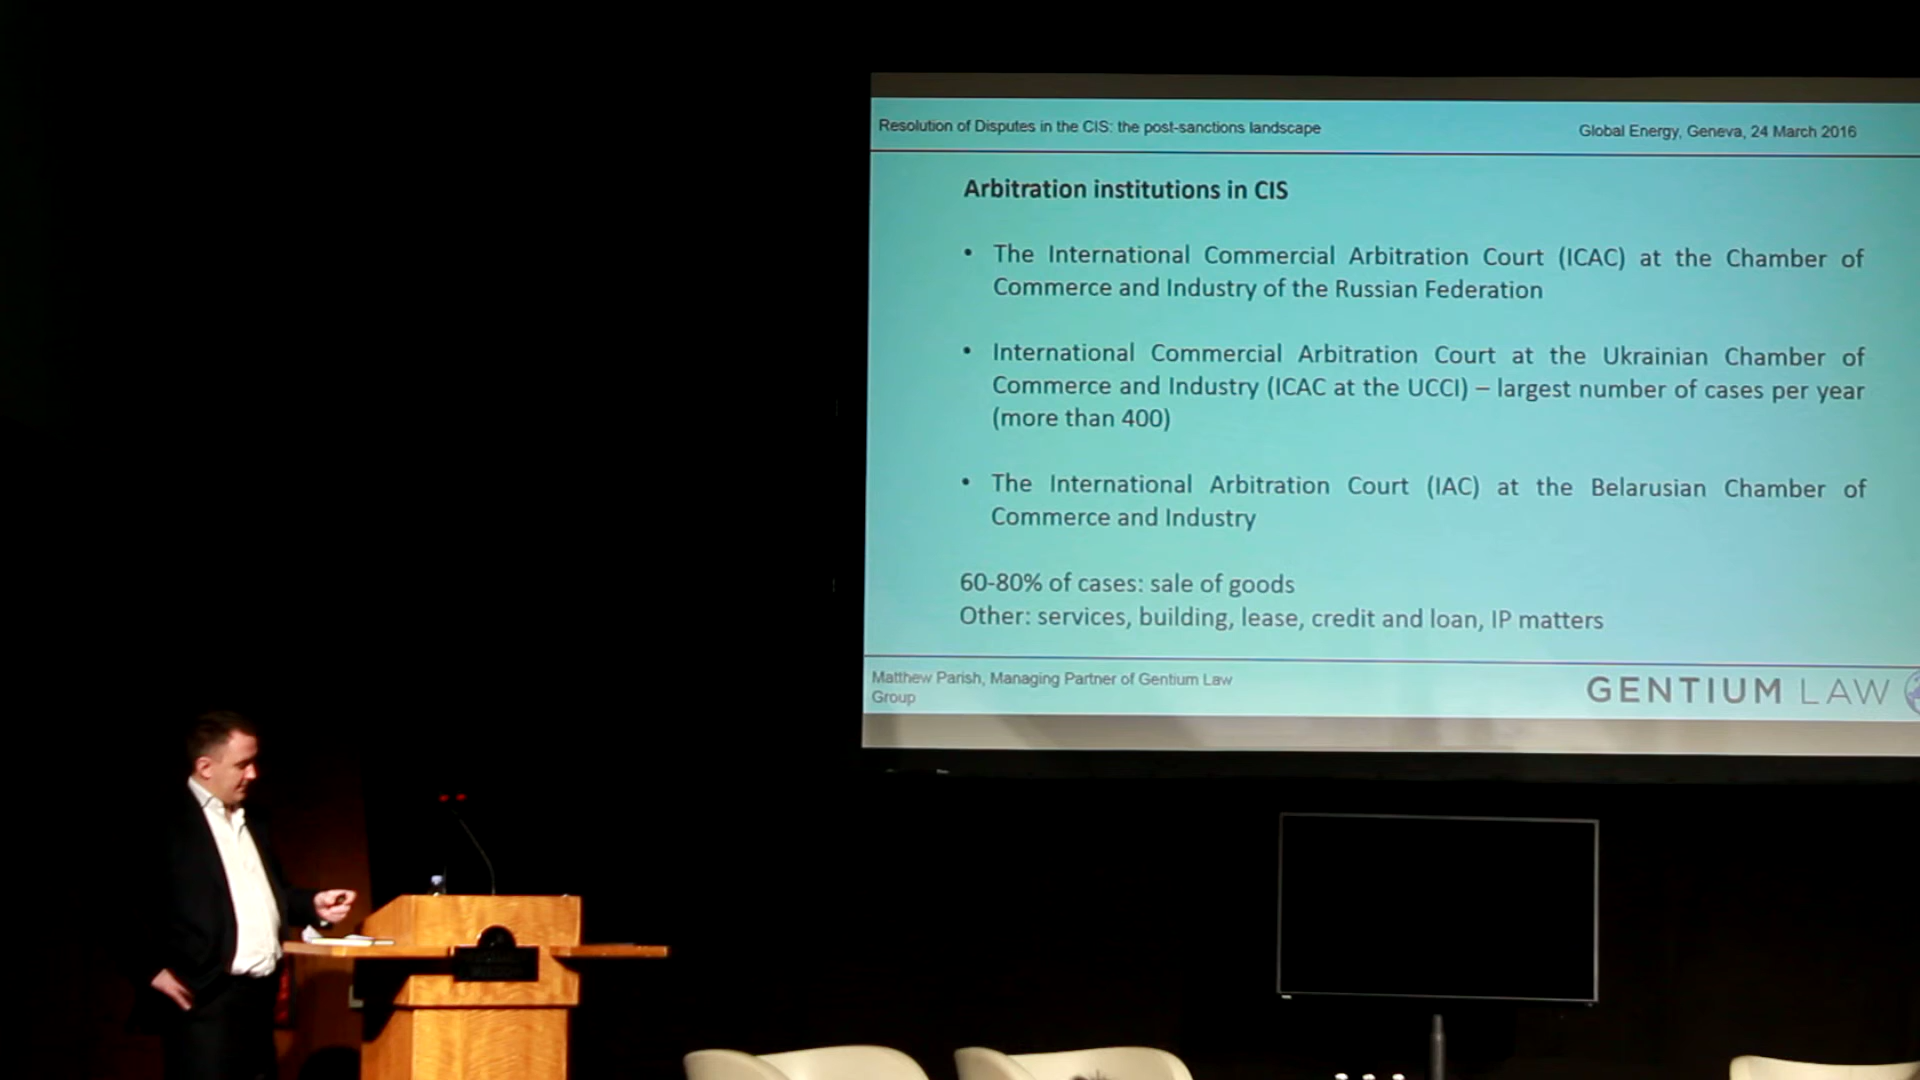 Resolution of Disputes in the CIS: the post-sanctions landscape
Global Energy, Geneva, 24 March 2016
Arbitration institutions in CIS
• The International Commercial Arbitration Court (ICAC) at the Chamber of
Commerce and Industry of the Russian Federation
• International Commercial Arbitration Court at the Ukrainian Chamber of
Commerce and Industry (ICAC at the UCCI) – largest number of cases per year
(more than 400)
• The International Arbitration Court (IAC) at the Belarusian Chamber of
Commerce and Industry
60-80% of cases: sale of goods
Other: services, building, lease, credit and loan, IP matters
Matthew Parish, Managing Partner of Gentium Law
Group
GENTIUM LAW